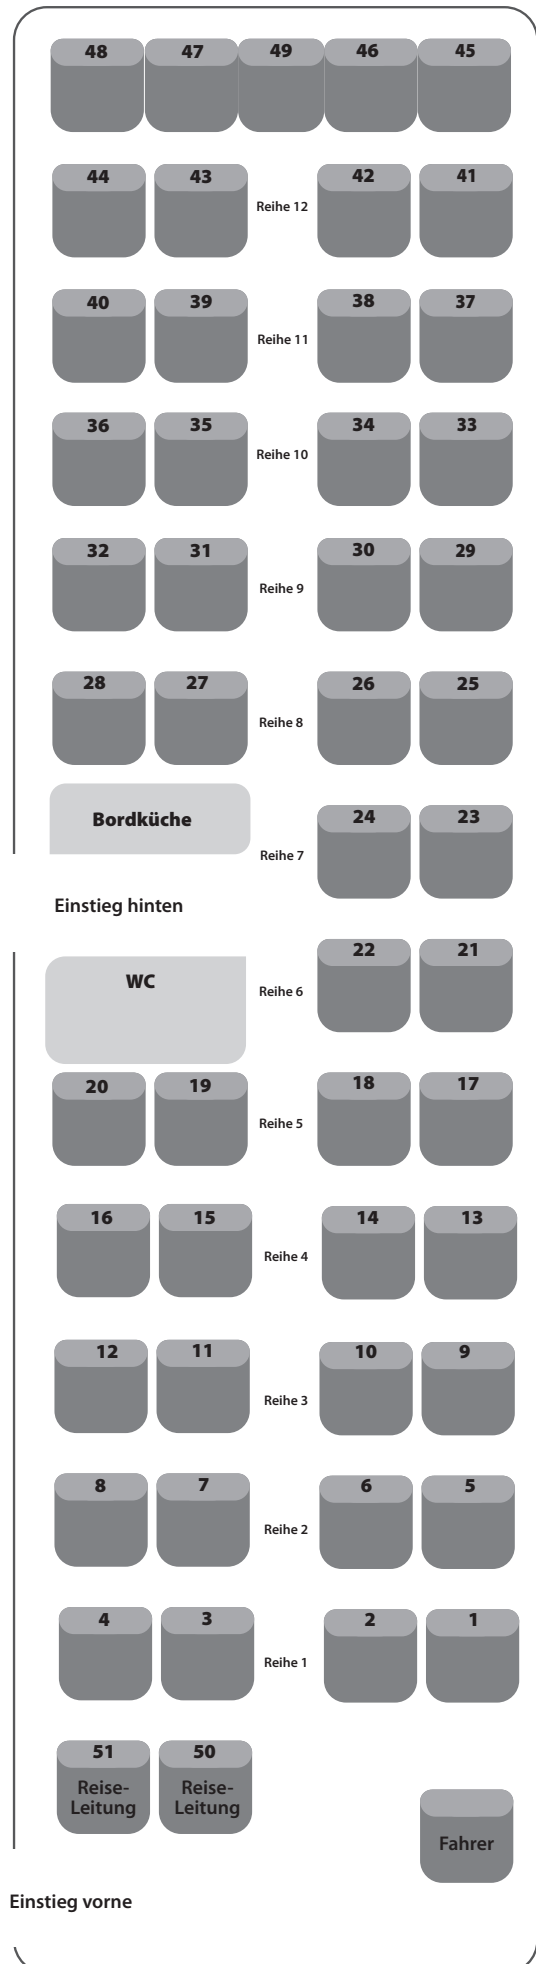 48 47 49 46 45
44 43 42 41
Reihe 12
40 39 38 37
Reihe 11
36 35 34 33
Reihe 10
32 31 30 29
Reihe 9
28 27 26 25
Reihe 8
Bordküche
24 23
Reihe 7
Einstieg hinten
22 21
WC
Reihe 6
20 19 18 17
Reihe 5
16 15 14 13
Reihe 4
12 11 10 9
Reihe 3
8 7 6 5
Reihe 2
4 3 2 1
Reihe 1
51 50
Reise- Reise-
Leitung Leitung
Fahrer
Einstieg vorne